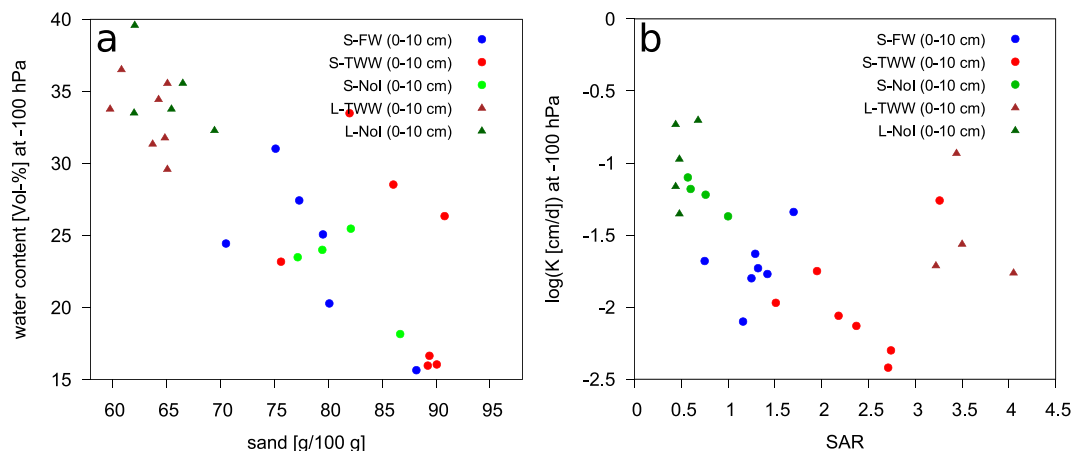 a
water content [Vol-%] at -100 hPa
40
35
30
25
20
15
S-FW (0-10 cm)
S-TWW (0-10 cm)
S-NoI (0-10 cm)
L-TWW (0-10 cm)
L-NoI (0-10 cm)
60 65 70 75 80 85 90 95
sand [g/100 g]
b
log(K [cm/d]) at -100 hPa
-0
-0.5
-1
-1.5
-2
-2.5
S-FW (0-10 cm)
S-TWW (0-10 cm)
S-NoI (0-10 cm)
L-TWW (0-10 cm)
L-NoI (0-10 cm)
0 0.5 1 1.5 2 2.5 3 3.5 4 4.5
SAR